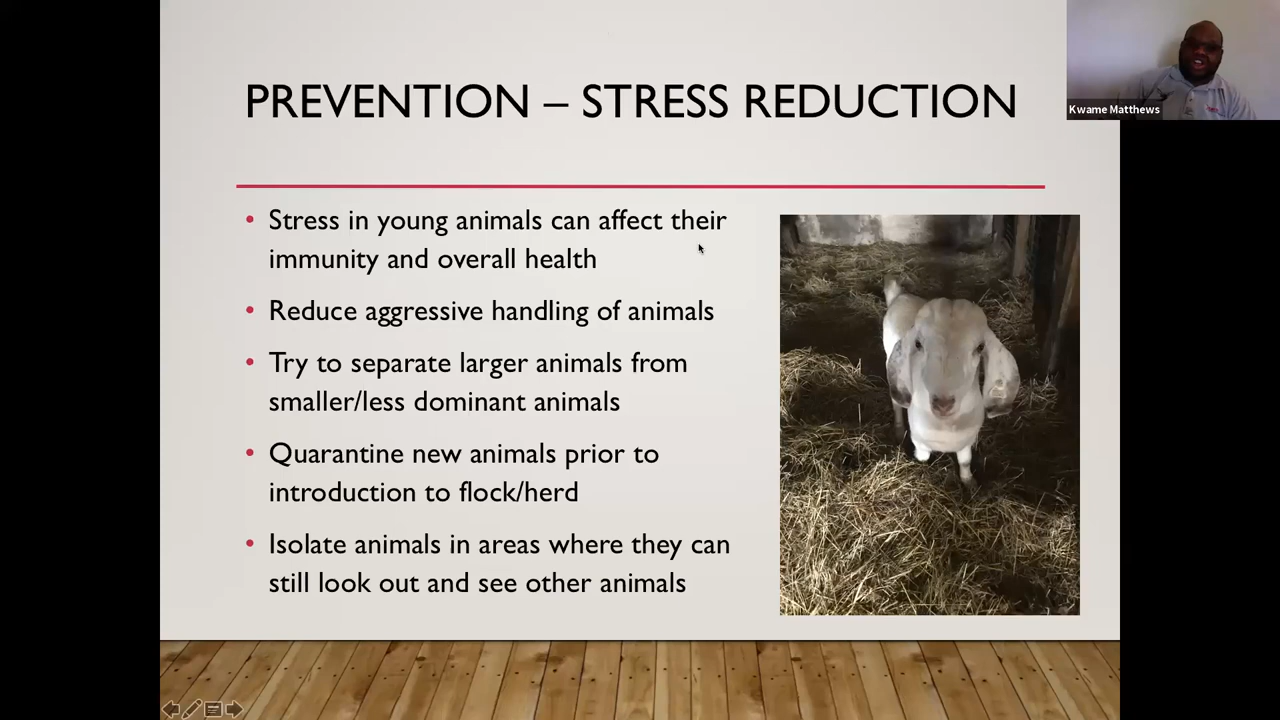 PREVENTION – STRESS REDUCTION
Kwame Matthews
• Stress in young animals can affect their
immunity and overall health
• Reduce aggressive handling of animals
• Try to separate larger animals from
smaller/less dominant animals
• Quarantine new animals prior to
introduction to flock/herd
• Isolate animals in areas where they can
still look out and see other animals